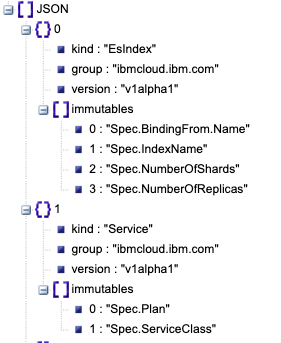 JSON
0
kind : "EsIndex"
group : "ibmcloud.ibm.com"
version : "v1alpha1"
immutables
0 : "Spec.BindingFrom.Name"
1 : "Spec.IndexName"
2 : "Spec.NumberOfShards"
3 : "Spec.NumberOfReplicas"
1
kind : "Service"
group : "ibmcloud.ibm.com"
version : "v1alpha1"
immutables
0 : "Spec.Plan"
1 : "Spec.ServiceClass"